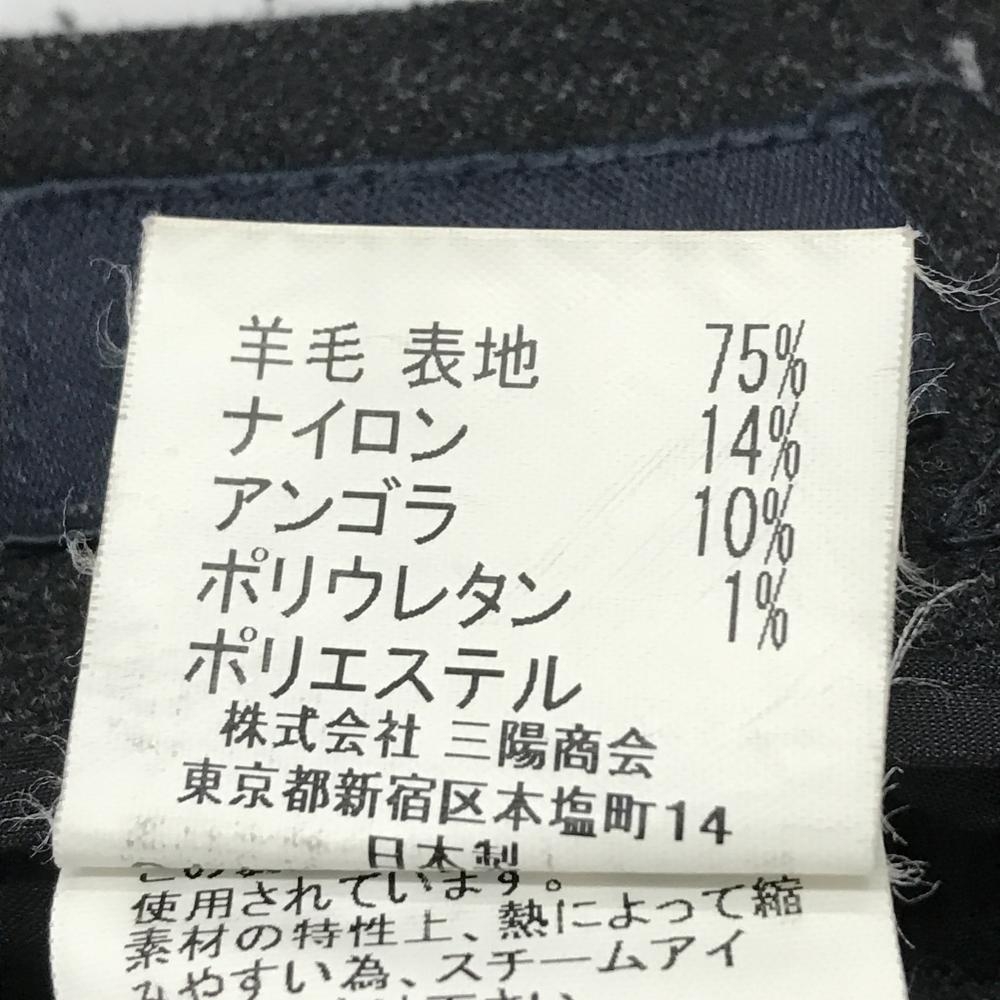 羊毛 表地 75%
ナイロン 14%
アンゴラ 10%
ポリウレタン 1%
ポリエステル
株式会社 三陽商会
東京都新宿区本塩町14
日本製
使用されています。
素材の特性上、熱によって縮
みやすい為、スチームアイ